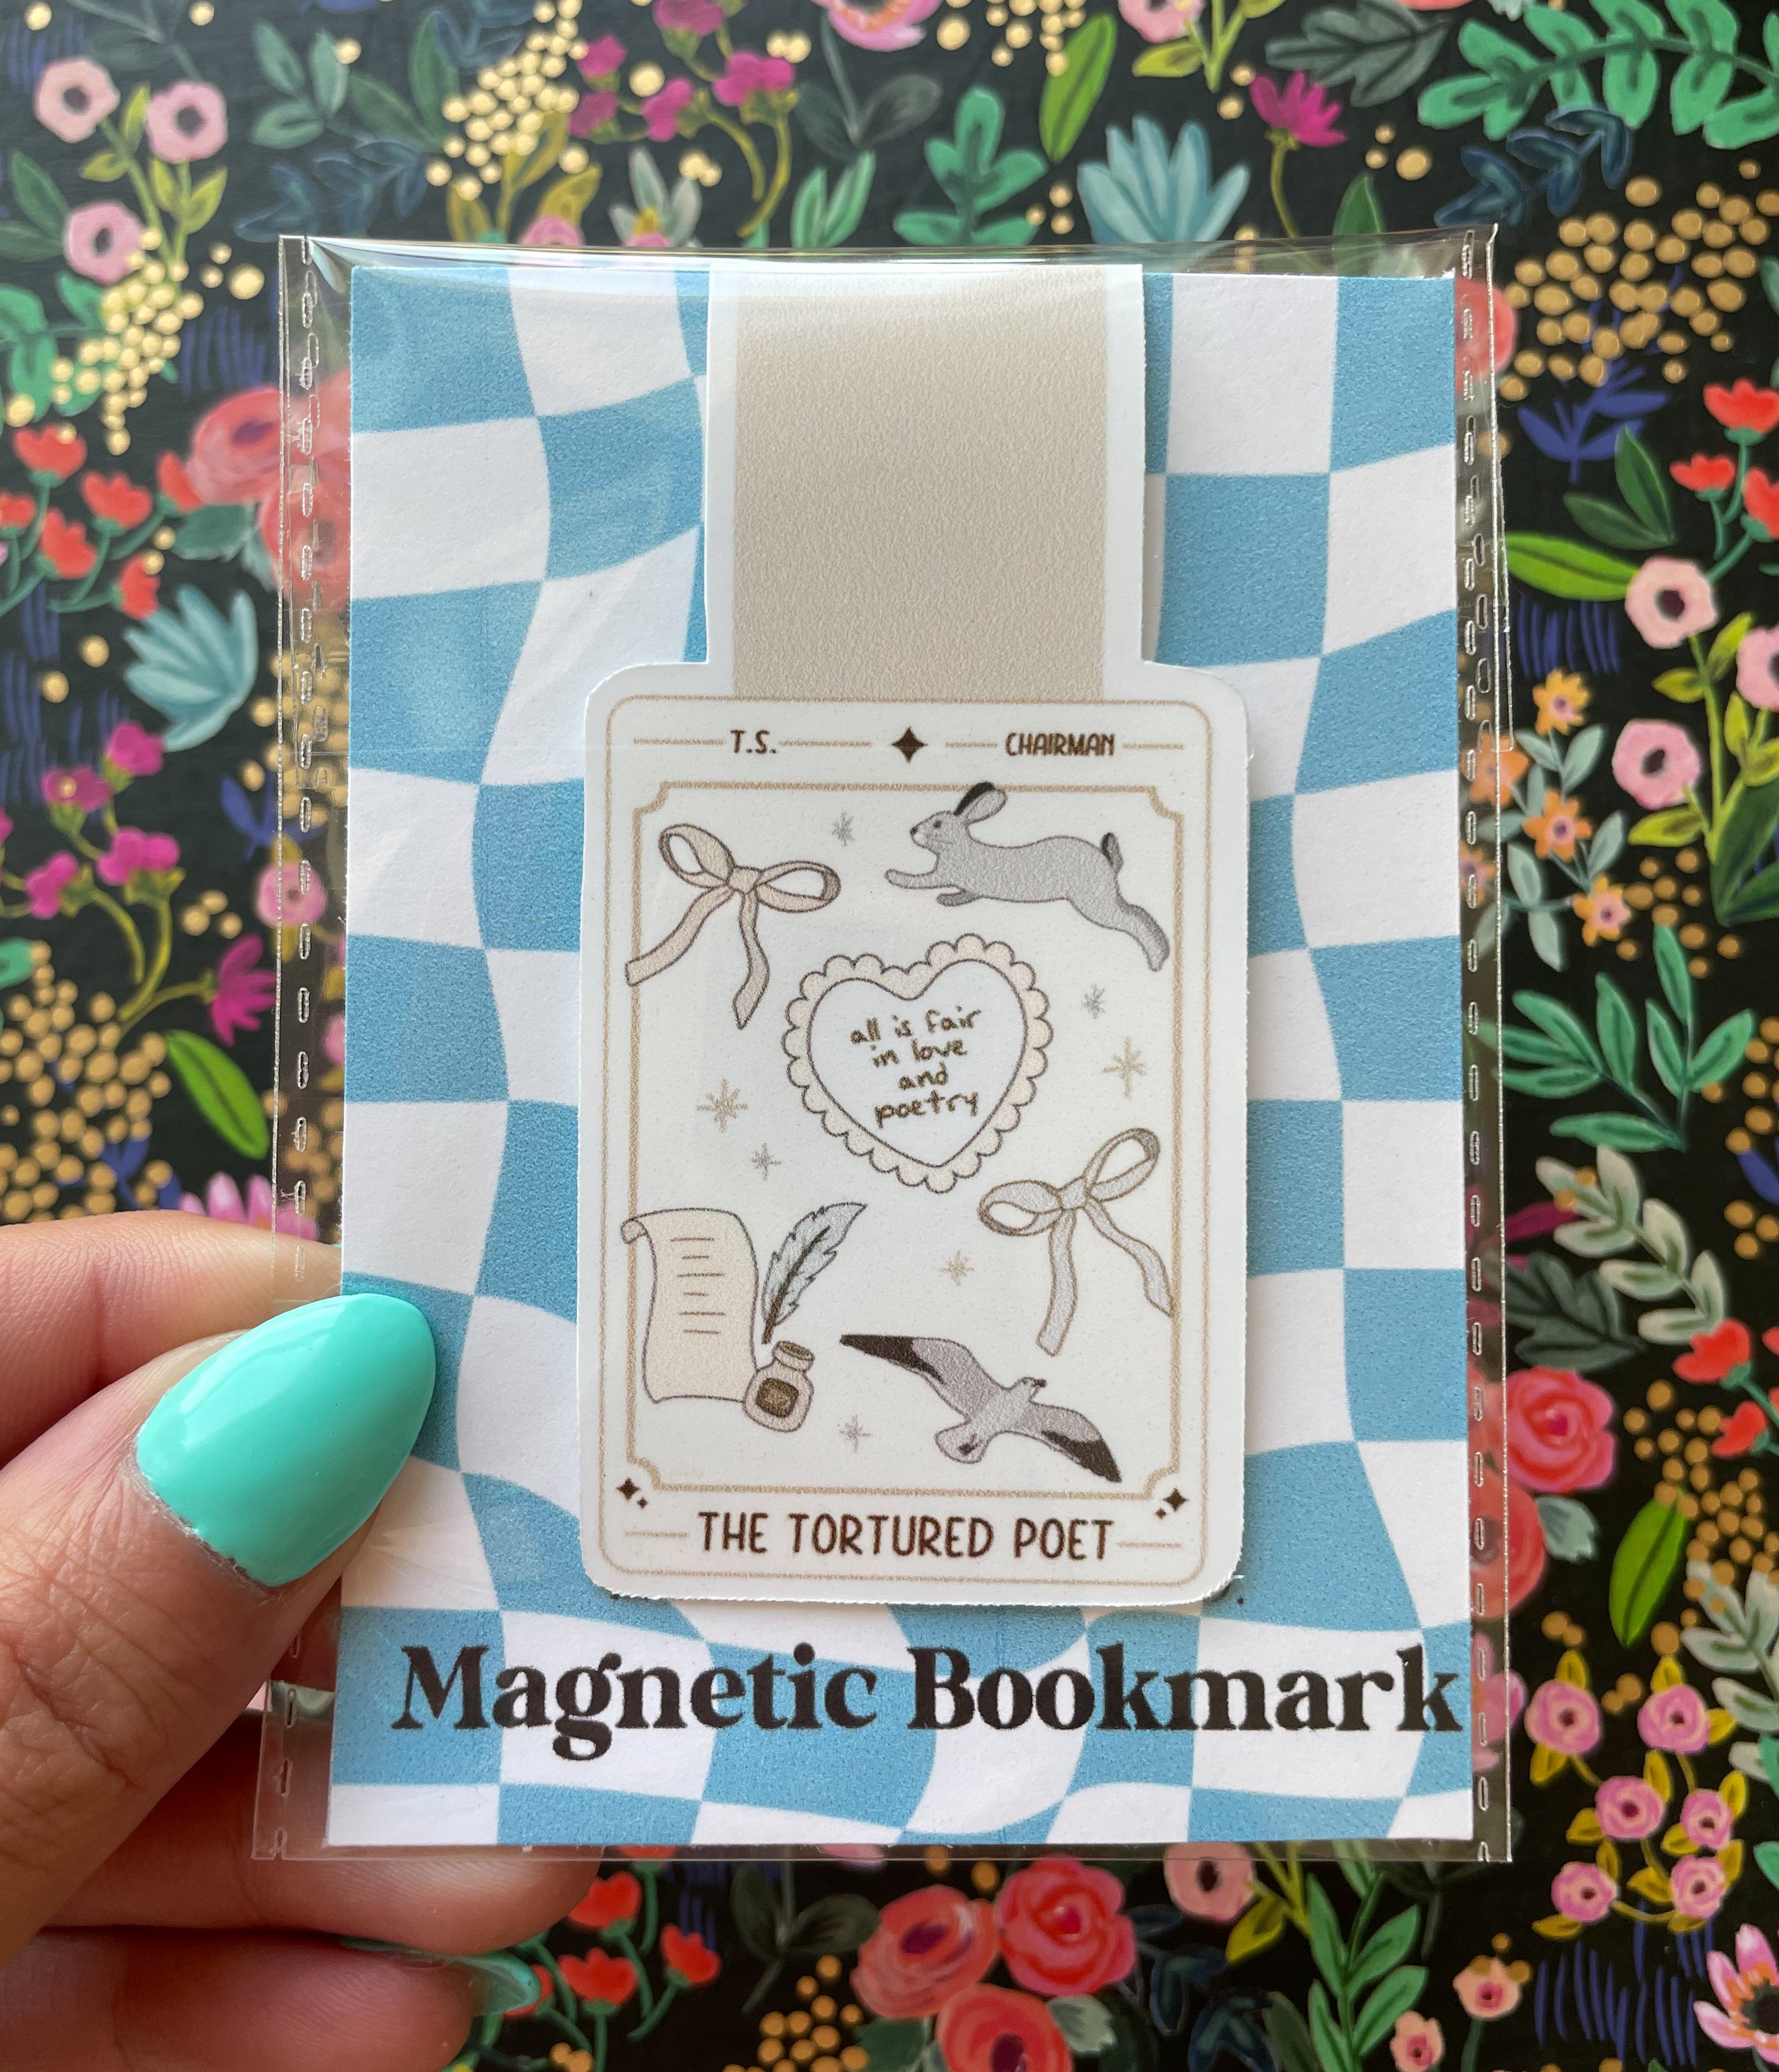 T.S. CHAIRMAN
all is fair
in love
and
poetry
THE TORTURED POET
Magnetic Bookmark